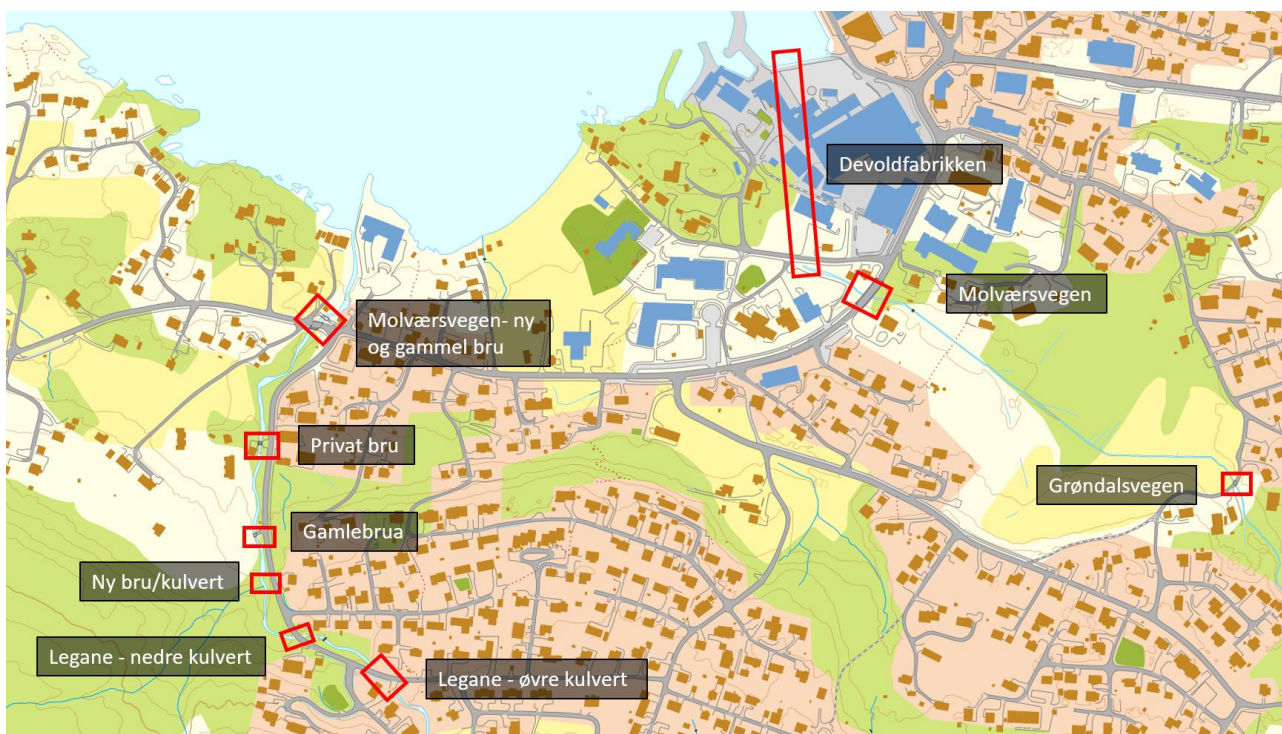 Devoldfabrikken
Molværsvegen
Molværsvegen- ny
og gammel bru
Privat bru
Grøndalsvegen
Gamlebrua
Ny bru/kulvert
Legane - nedre kulvert
Legane - øvre kulvert